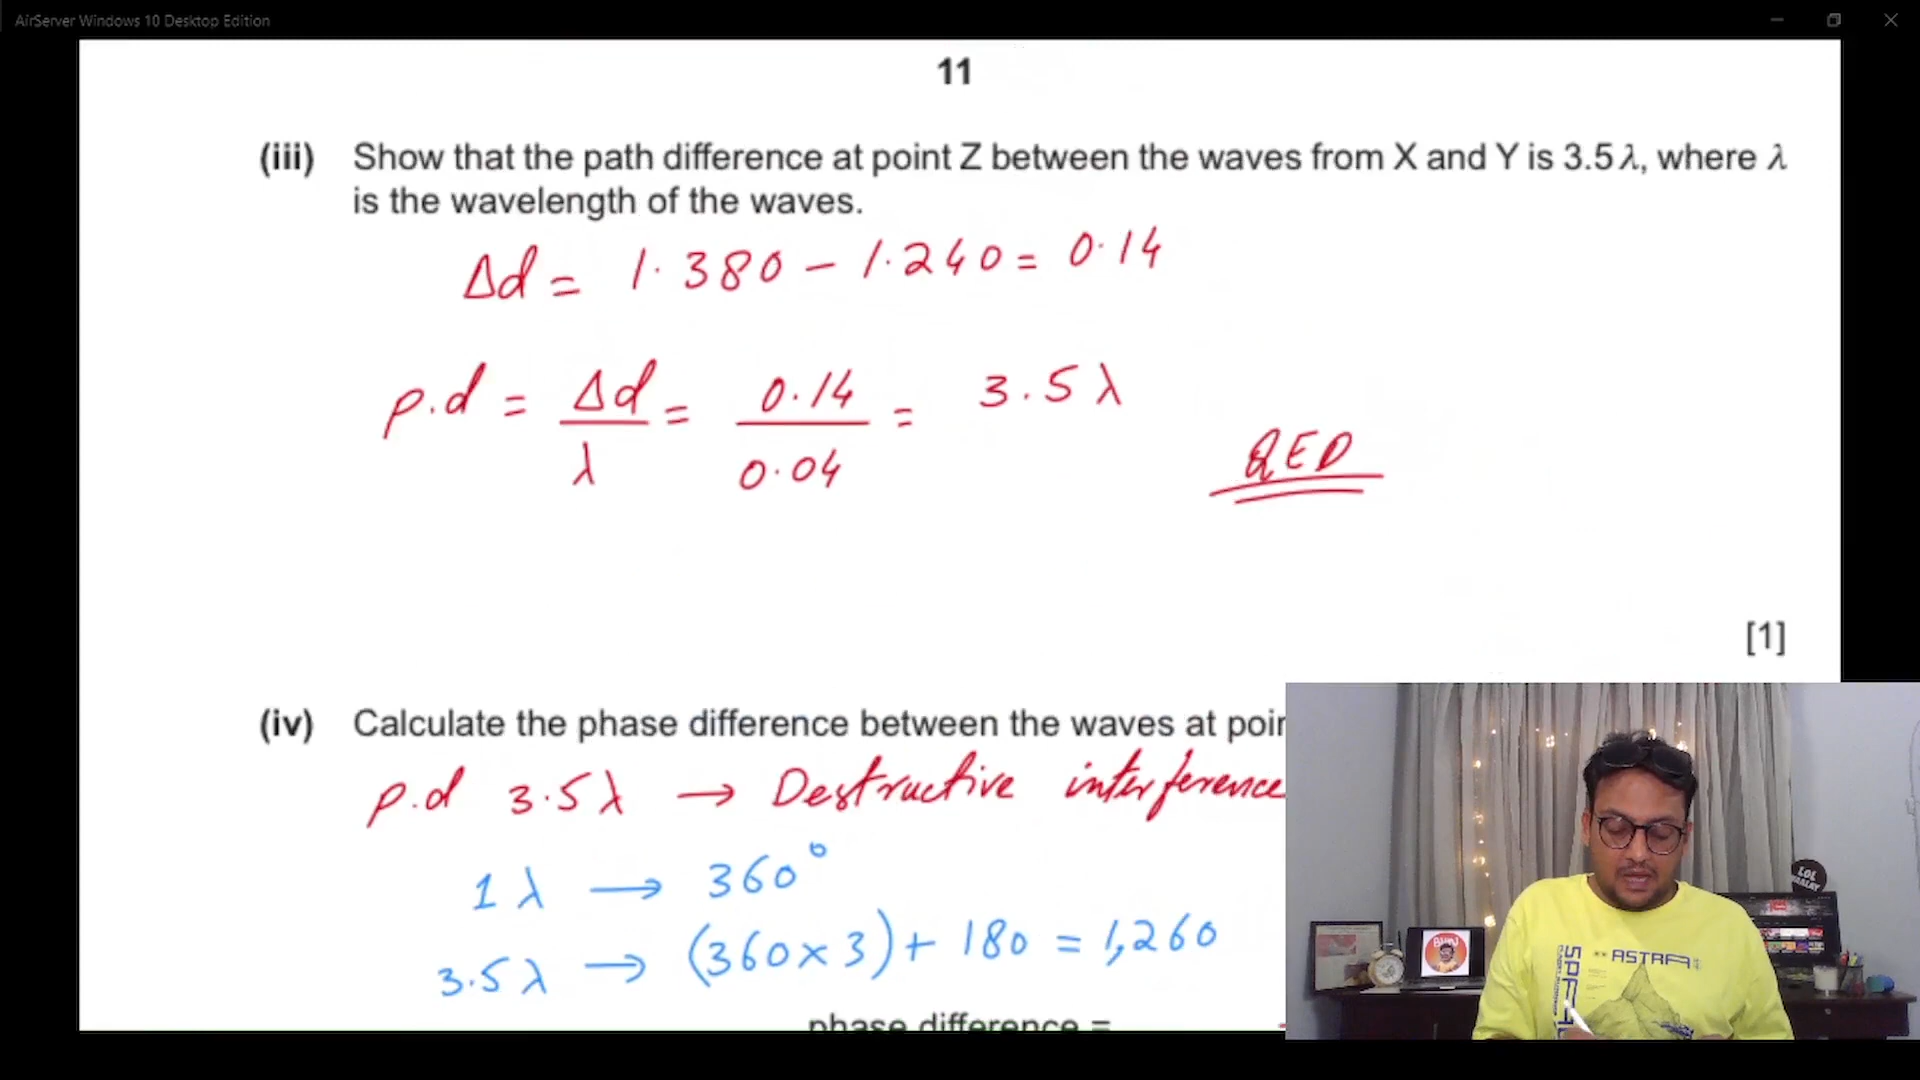 AirServer Windows 10 Desktop Edition
11
(iii) Show that the path difference at point Z between the waves from X and Y is 3.5λ, where λ
is the wavelength of the waves.
Δd = 1.380 – 1.240 = 0.14
p.d = Δd/λ = 0.14/0.04 = 3.5λ
QED
[1]
(iv) Calculate the phase difference between the waves at poin
p.d 3.5λ → Destructive interference
1λ → 360°
3.5λ → (360×3) + 180 = 1,260
phase difference =
LOL
ASTRA